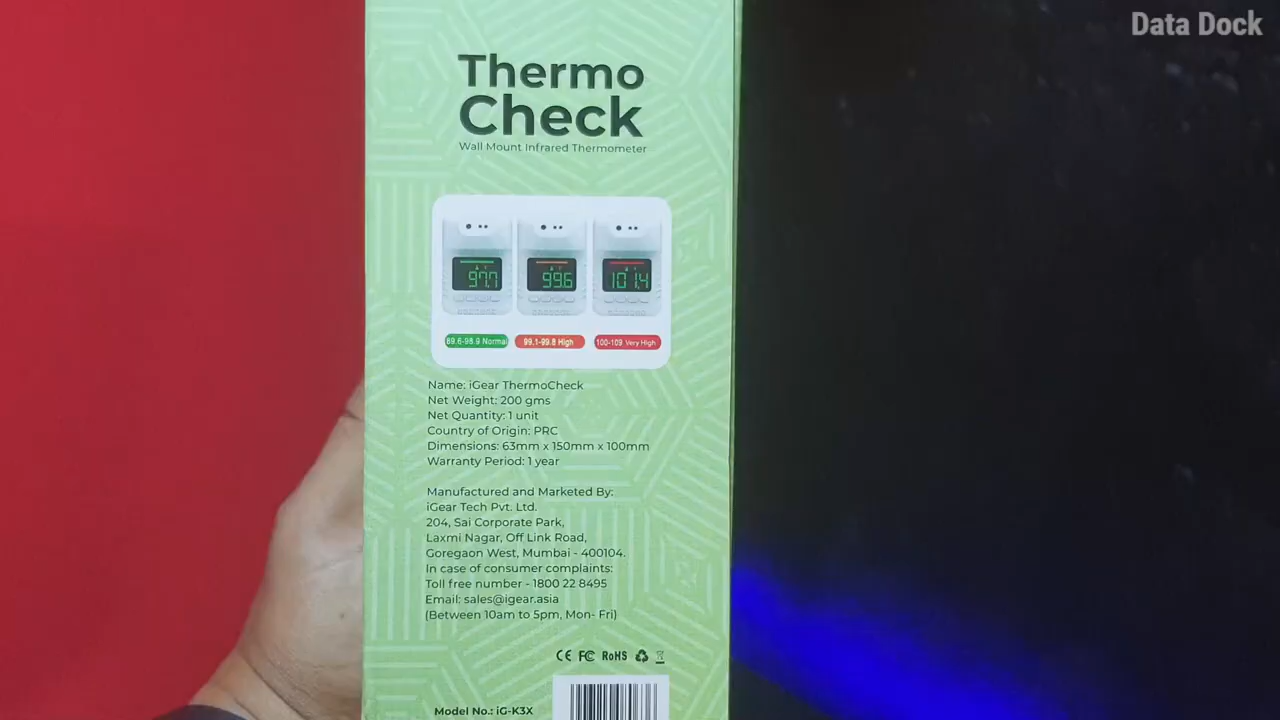 Data Dock
Thermo
Check
Wall Mount Infrared Thermometer
97.7
99.6
101.4
89.6-98.9 Normal
99.1-99.8 High
100-109 Very High
Name: iGear ThermoCheck
Net Weight: 200 gms
Net Quantity: 1 unit
Country of Origin: PRC
Dimensions: 63mm x 150mm x 100mm
Warranty Period: 1 year
Manufactured and Marketed By:
iGear Tech Pvt. Ltd.
204, Sai Corporate Park,
Laxmi Nagar, Off Link Road,
Goregaon West, Mumbai - 400104.
In case of consumer complaints:
Toll free number - 1800 22 8495
Email: sales@igear.asia
(Between 10am to 5pm, Mon- Fri)
CE FC RoHS
Model No.: iG-K3X